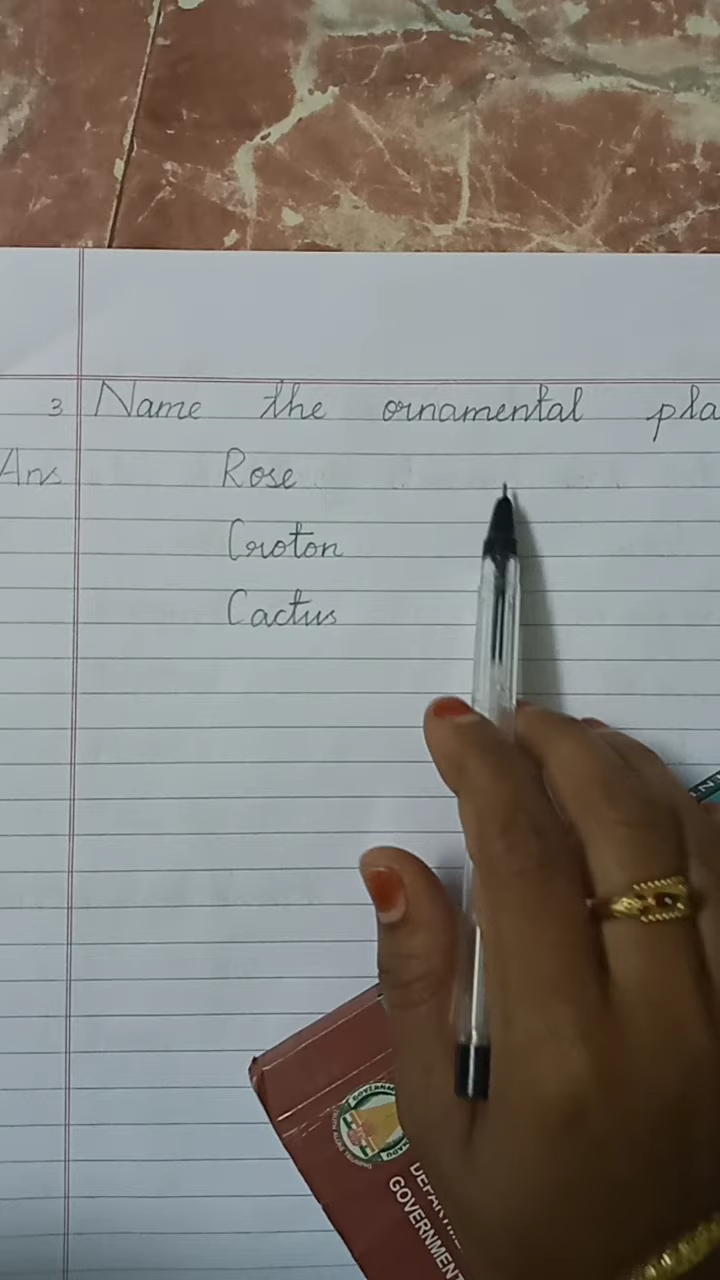 3 Name the ornamental pla
Ans Rose
Croton
Cactus
GOVERNMENT